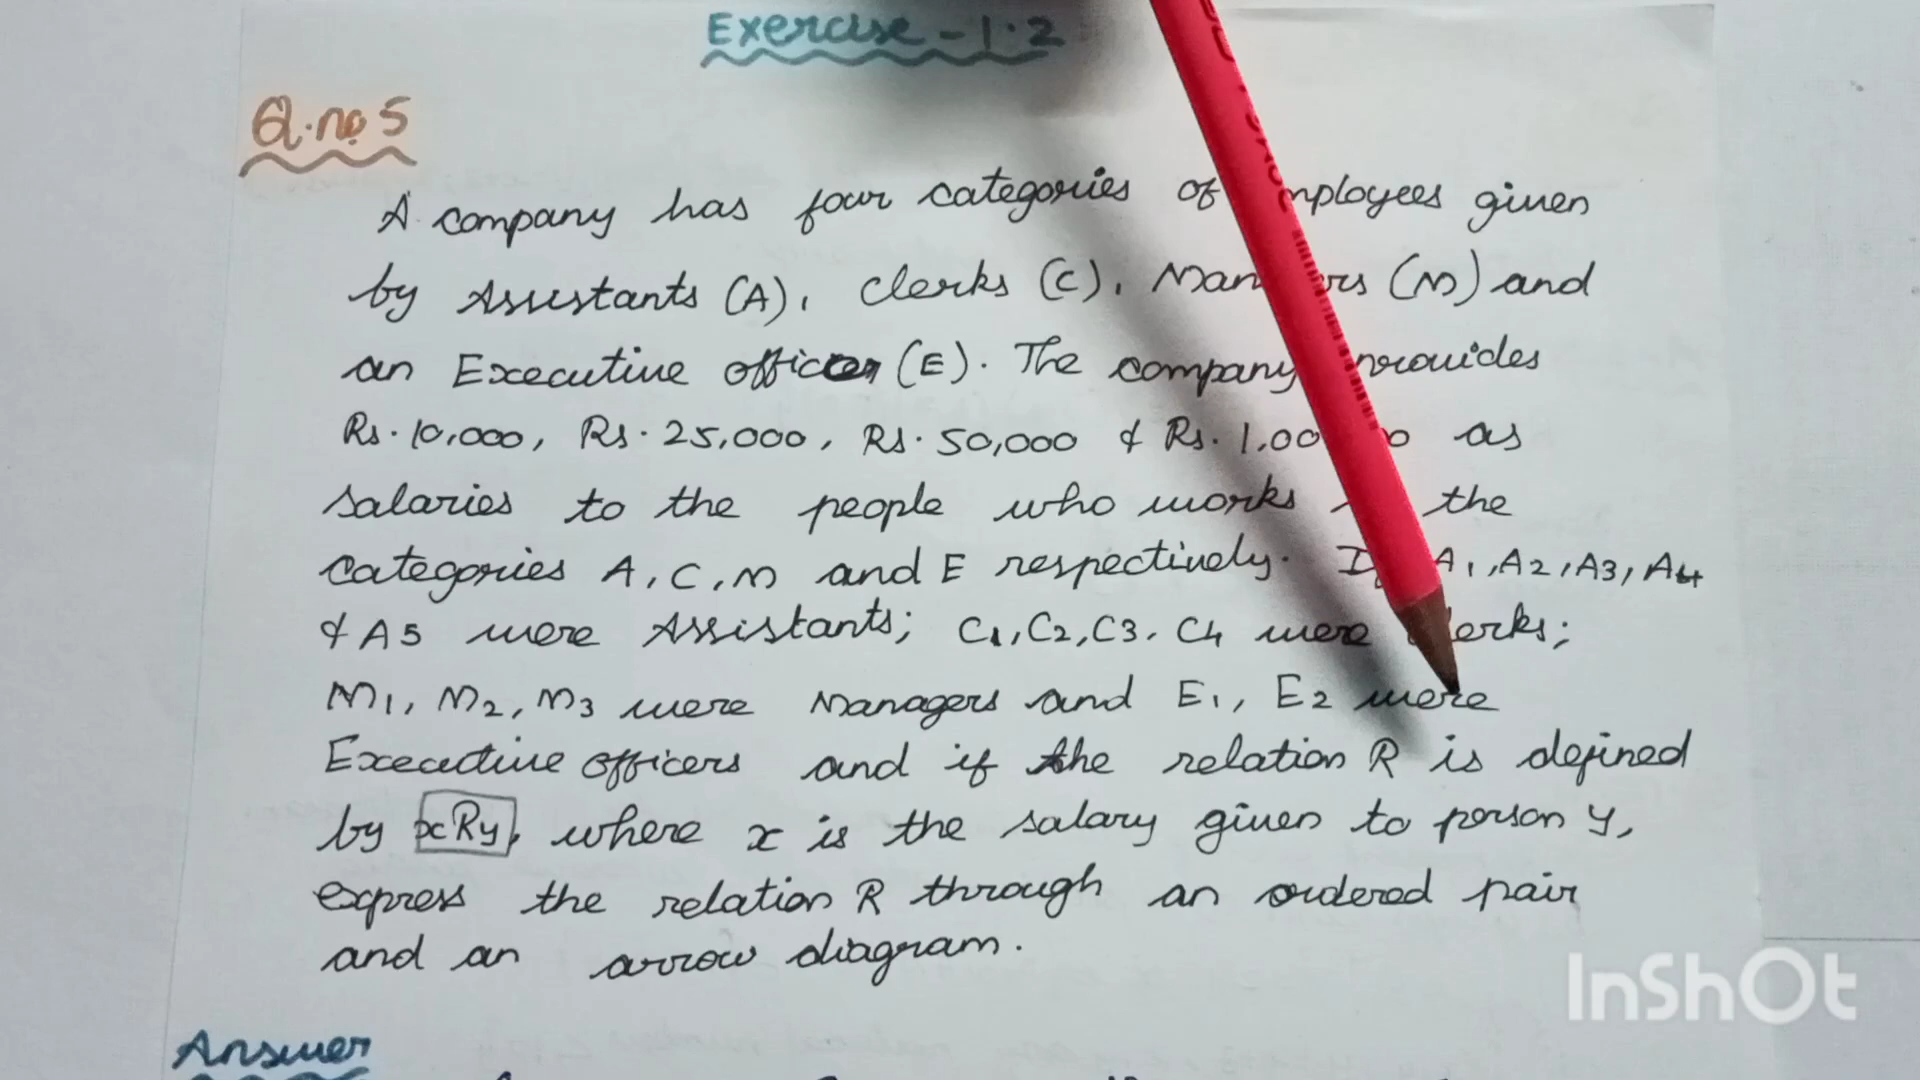 Exercise - 1.2
Q.no 5
A company has four categories of given
by Assistants (A), Clerks (C), (M) and
an Executive officer (E). The company
Rs. 10,000, Rs. 25,000, Rs. 50,000 & Rs. as
salaries to the people who works the
categories A, C, M and E respectively. A1, A2, A3, A4
& A5 were Assistants; C1, C2, C3, C4 were
M1, M2, M3 were Managers and E1, E2 were
Executive officers and if the relation R is defined
by xRy, where x is the salary given to person y,
express the relation R through an ordered pair
and an arrow diagram.
InShOt
Answer